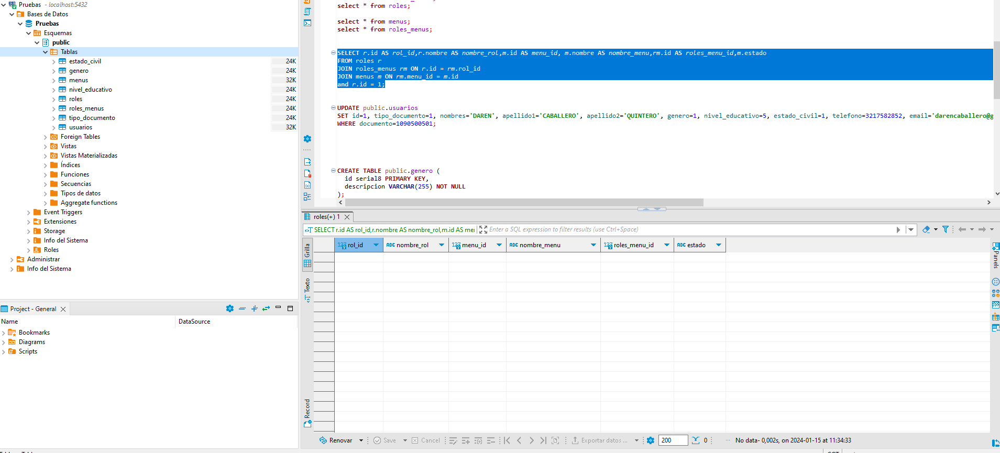 Pruebas - localhost:5432
Bases de Datos
Pruebas
Esquemas
public
Tablas
estado_civil 24K
genero 24K
menus 32K
nivel_educativo 24K
roles 24K
roles_menus 24K
tipo_documento 24K
usuarios 32K
Foreign Tables
Vistas
Vistas Materializadas
Índices
Funciones
Secuencias
Tipos de datos
Aggregate functions
Event Triggers
Extensiones
Storage
Info del Sistema
Roles
Administrar
Info del Sistema
Project - General
Name DataSource
Bookmarks
Diagrams
Scripts
select * from roles;
select * from menus;
select * from roles_menus;
SELECT r.id AS rol_id,r.nombre AS nombre_rol,m.id AS menu_id, m.nombre AS nombre_menu,rm.id AS roles_menu_id,m.estado
FROM roles r
JOIN roles_menus rm ON r.id = rm.rol_id
JOIN menus m ON rm.menu_id = m.id
and r.id = 1;
UPDATE public.usuarios
SET id=1, tipo_documento=1, nombres='DAREN', apellido1='CABALLERO', apellido2='QUINTERO', genero=1, nivel_educativo=5, estado_civil=1, telefono=3217582852, email='darencaballero@g
WHERE documento=1090500501;
CREATE TABLE public.genero (
id serial8 PRIMARY KEY,
descripcion VARCHAR(255) NOT NULL
);
roles(+) 1
SELECT r.id AS rol_id,r.nombre AS nombre_rol,m.id AS mer Enter a SQL expression to filter results (use Ctrl+Space)
Grilla
Texto
Record
123 rol_id ABC nombre_rol 123 menu_id ABC nombre_menu 123 roles_menu_id ABC estado
Panels
Renovar Save Cancel Exportar datos ... 200 0 ... No data- 0,002s, on 2024-01-15 at 11:34:33